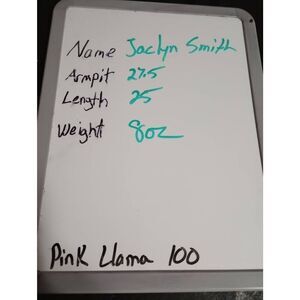 Name Jaclyn Smith
Armpit 27.5
Length 25
Weight 8oz
Pink Llama 100